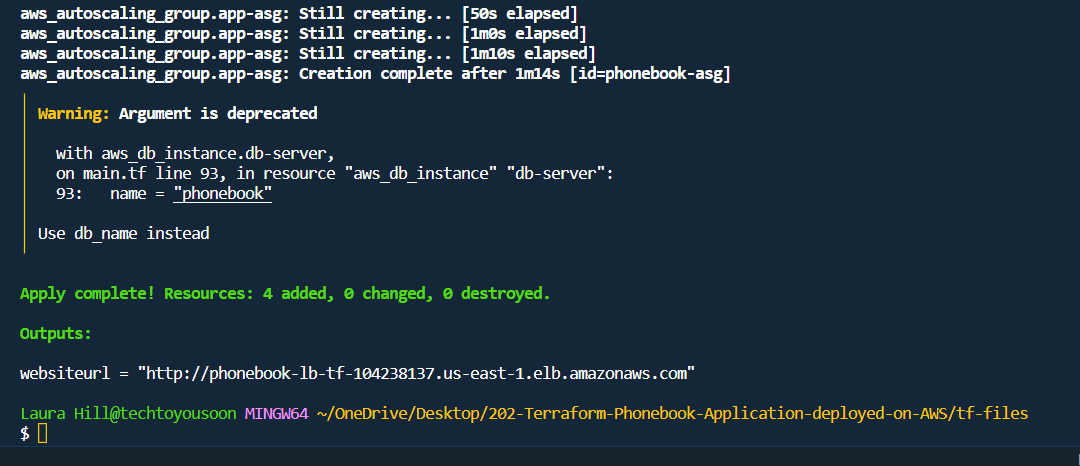 aws_autoscaling_group.app-asg: Still creating... [50s elapsed]
aws_autoscaling_group.app-asg: Still creating... [1m0s elapsed]
aws_autoscaling_group.app-asg: Still creating... [1m10s elapsed]
aws_autoscaling_group.app-asg: Creation complete after 1m14s [id=phonebook-asg]
Warning: Argument is deprecated
with aws_db_instance.db-server,
on main.tf line 93, in resource "aws_db_instance" "db-server":
93:   name = "phonebook"
Use db_name instead
Apply complete! Resources: 4 added, 0 changed, 0 destroyed.
Outputs:
websiteurl = "http://phonebook-lb-tf-104238137.us-east-1.elb.amazonaws.com"
Laura Hill@techtoyousoon MINGW64 ~/OneDrive/Desktop/202-Terraform-Phonebook-Application-deployed-on-AWS/tf-files
$